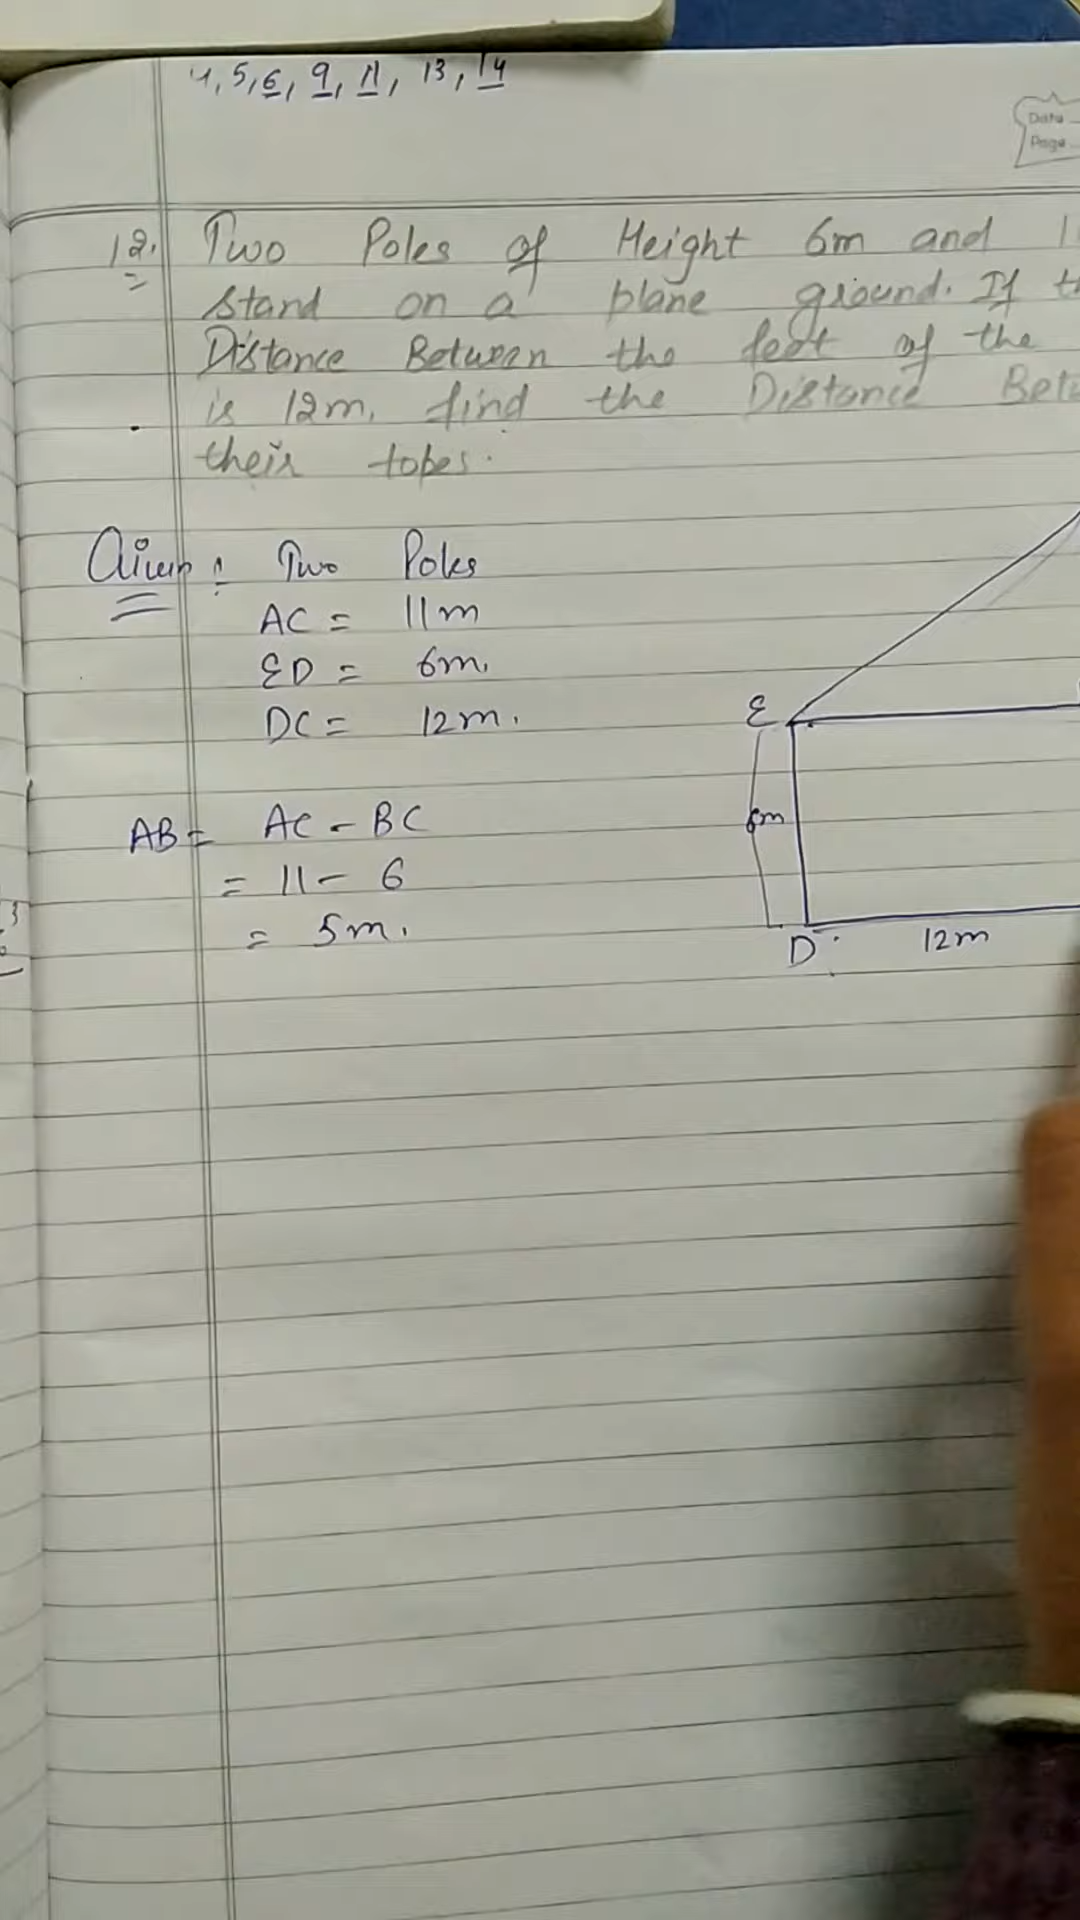 4, 5, 6, 9, 11, 13, 14
Date
Page
12. Two Poles of Height 6m and
stand on a plane ground. If
Distance Between the feet of the
is 12m, find the Distance
their topes.
Given: Two Poles
AC = 11m
ED = 6m.
DC = 12m.
AB = AC - BC
= 11 - 6
= 5m.
E
6m
D
12m